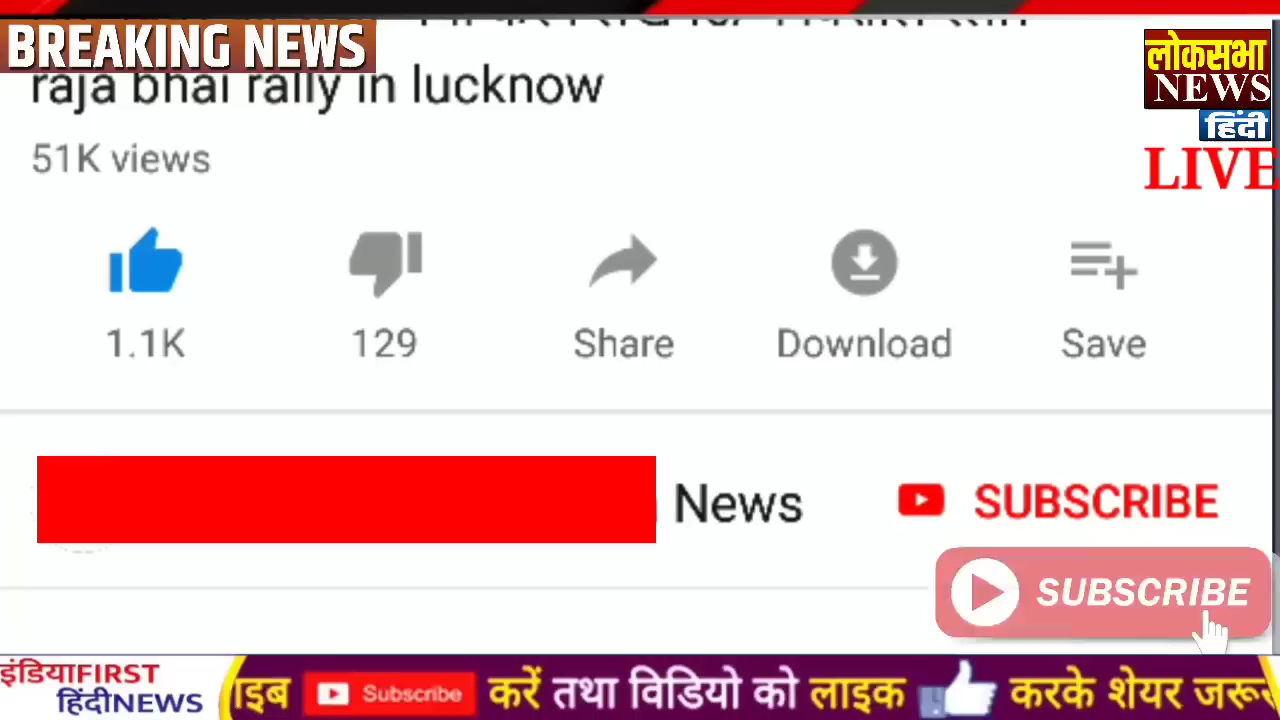 BREAKING NEWS
raja bhai rally in lucknow
51K views
लोकसभा
NEWS
हिंदी
LIVE
1.1K
129
Share
Download
Save
News
SUBSCRIBE
SUBSCRIBE
इंडियाFIRST
हिंदीNEWS
Subscribe करें तथा विडियो को लाइक करके शेयर